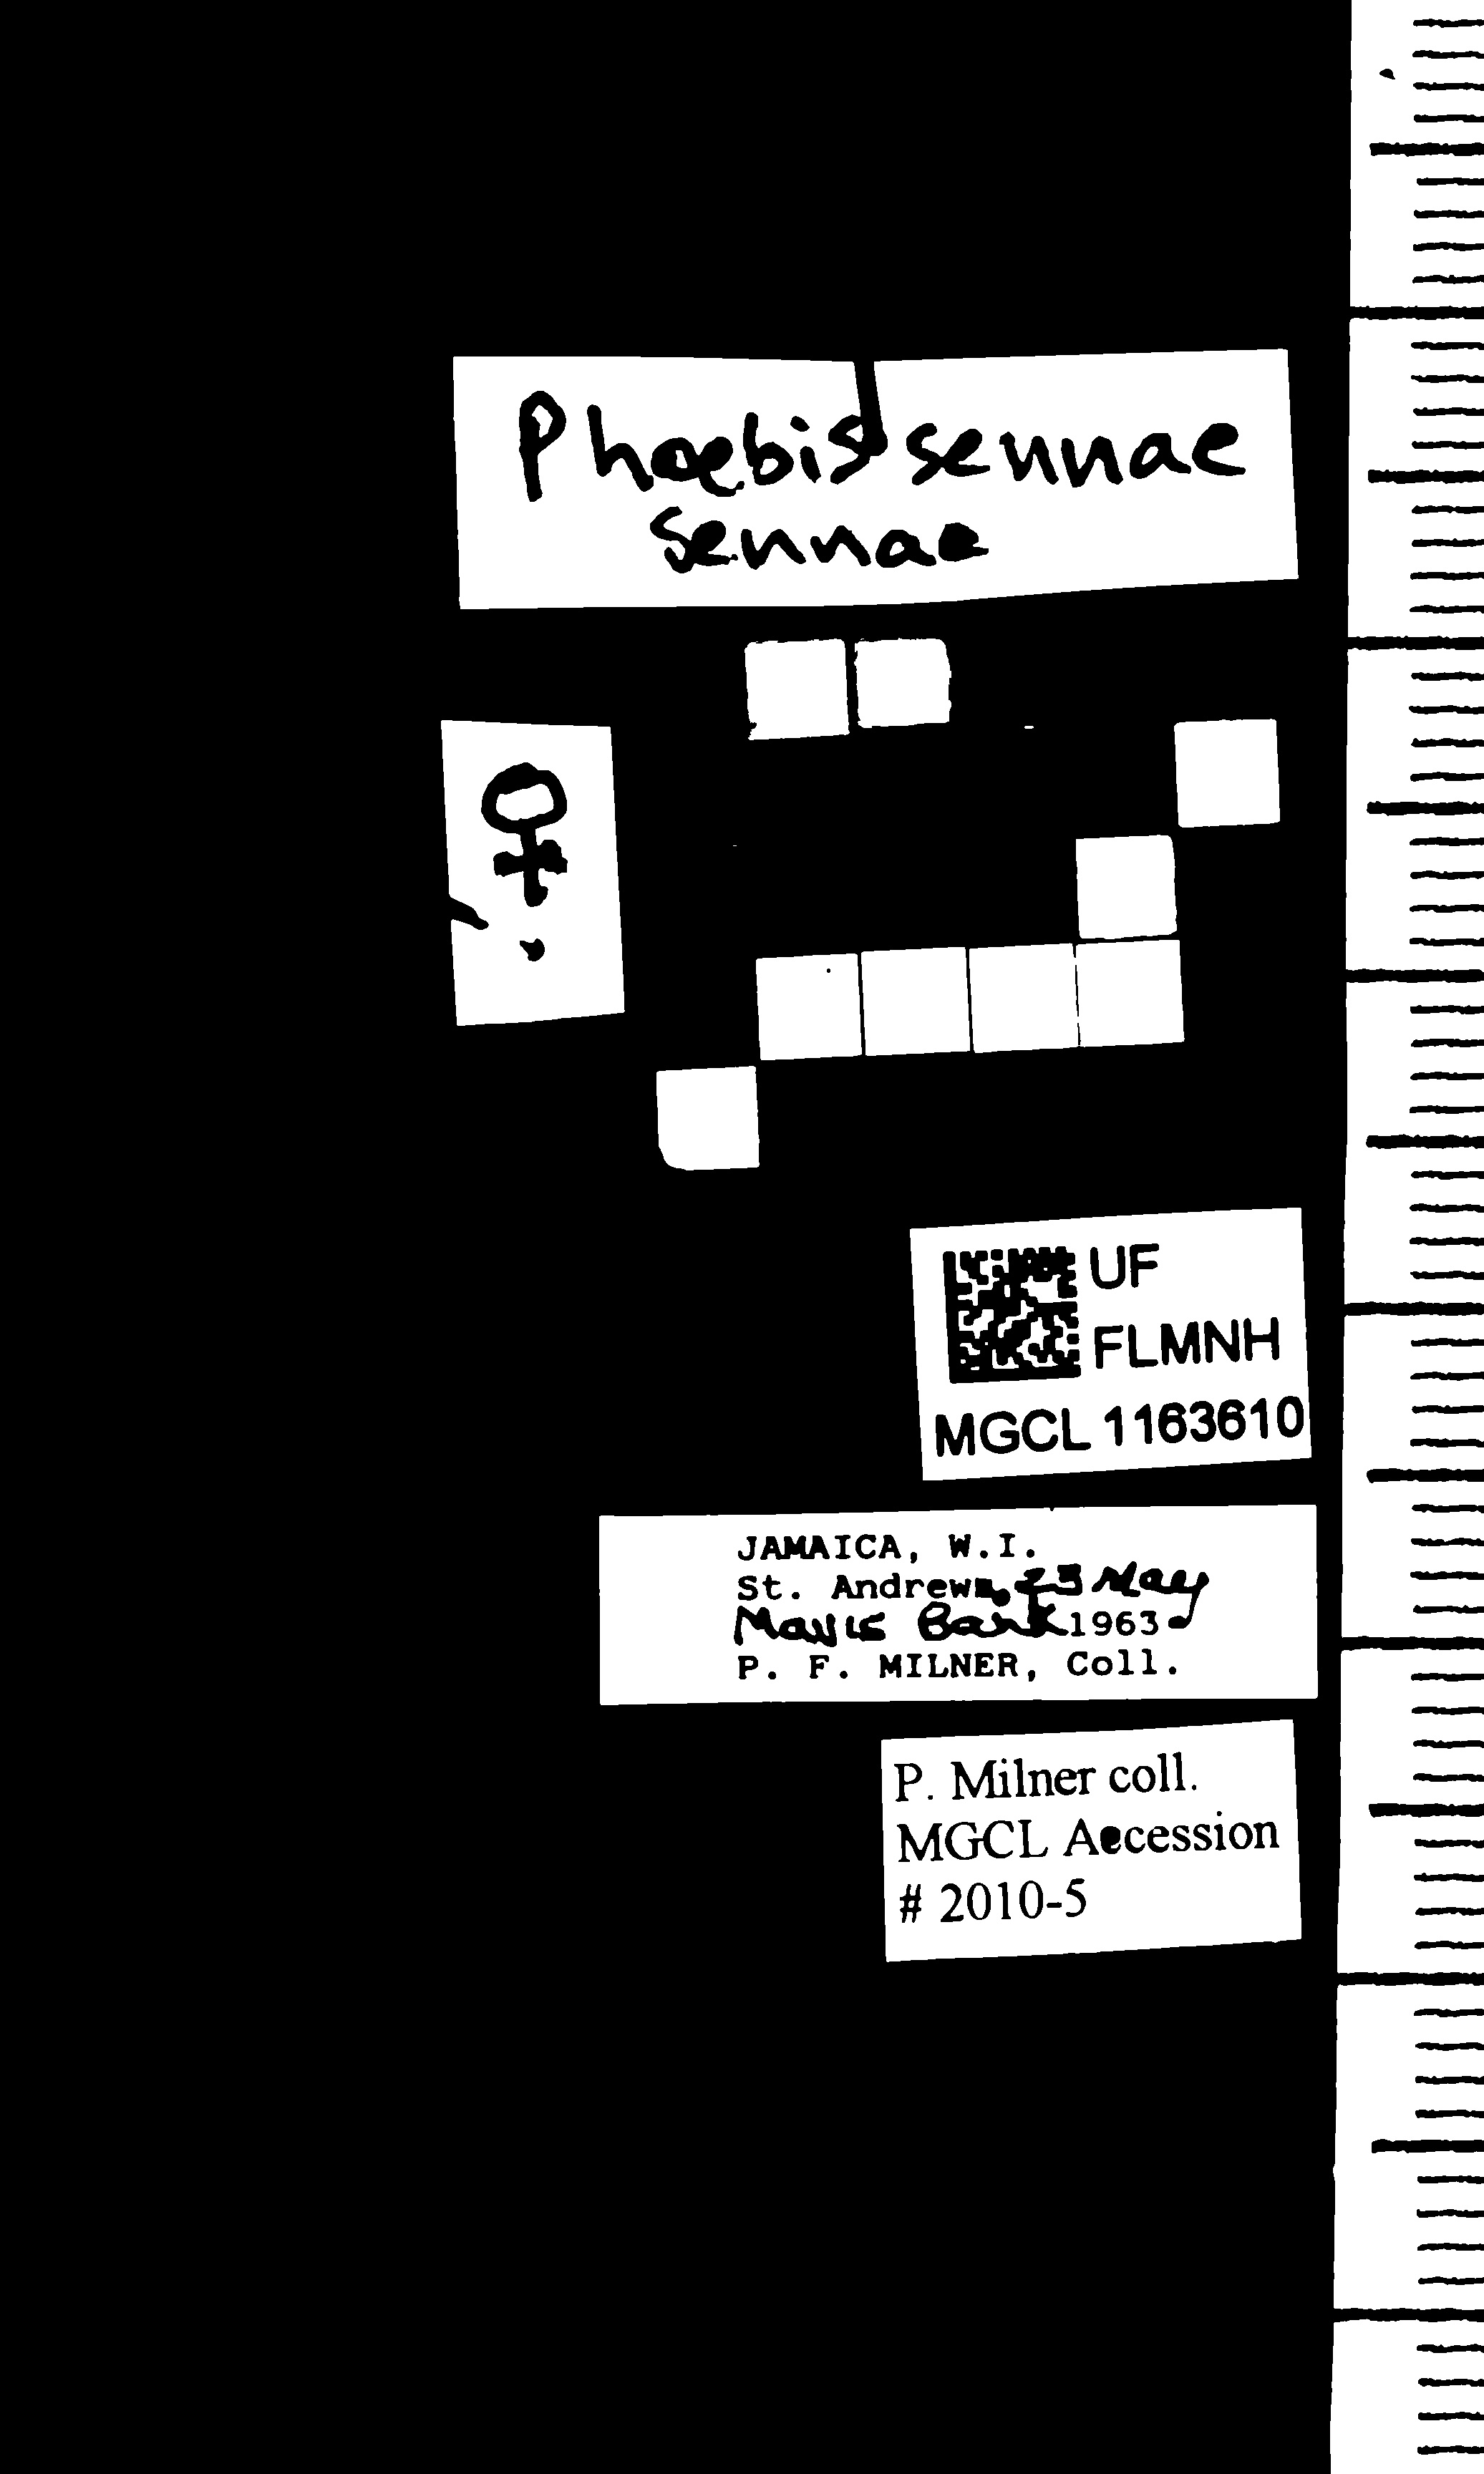 Phoebis sennae
sennae
♀
UF
FLMNH
MGCL 1163610
JAMAICA, W.I.
St. Andrew, 23 May
Mavis Bank 1963
P. F. MILNER, Coll.
P. Milner coll.
MGCL Accession
# 2010-5